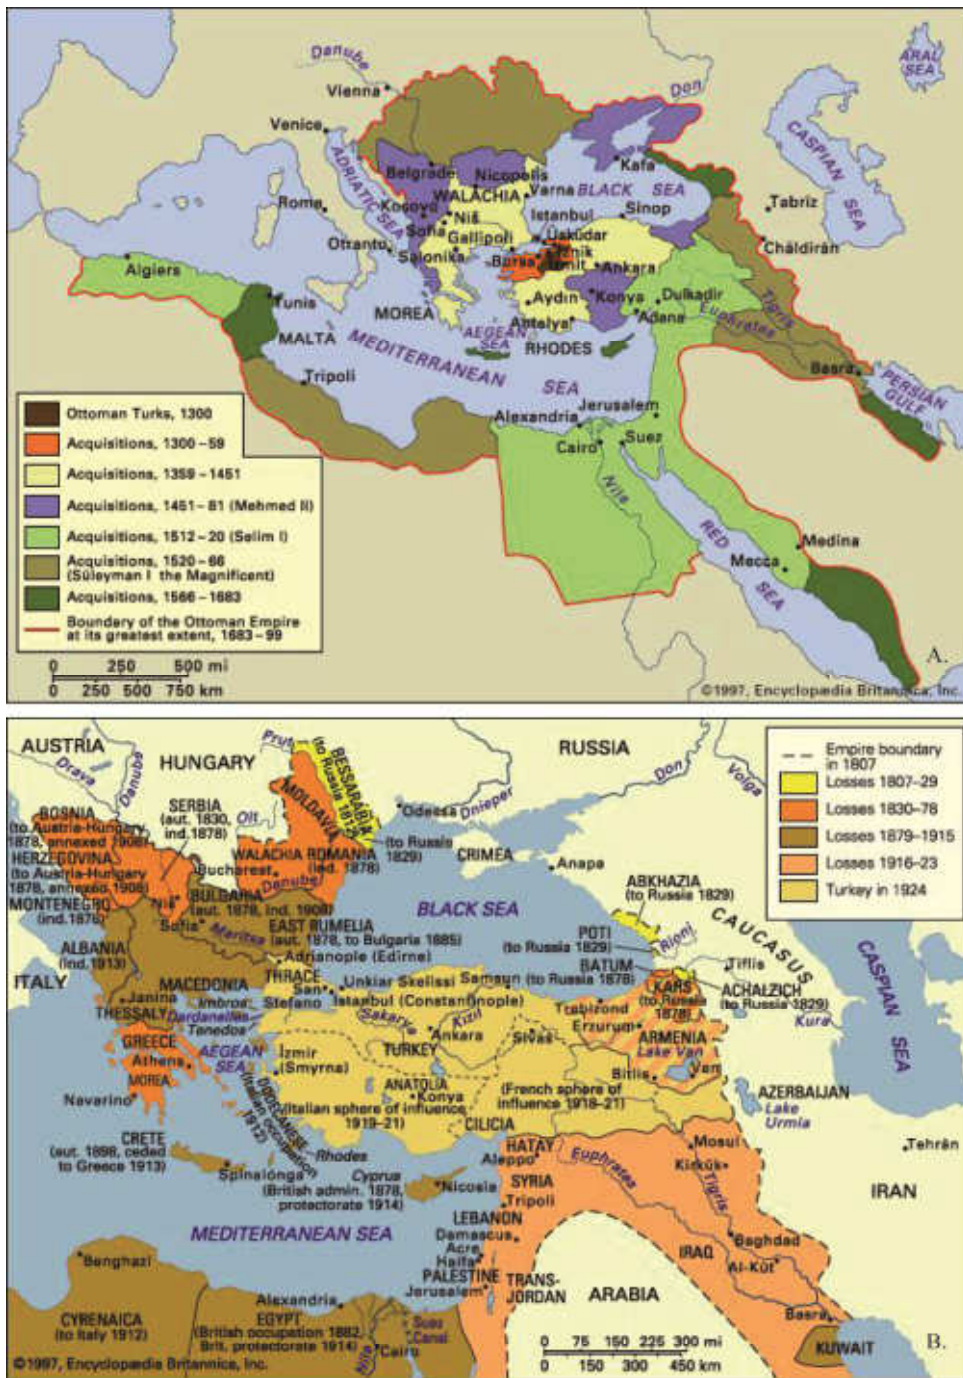 ARAL
SEA
Danube
Vienna
Don
Venice
CASPIAN
SEA
ADRIATIC SEA
Kafa
Belgrade
Nicopolis
WALACHIA
Varna
BLACK SEA
Tabriz
Rome
Kosovo
Niš
Sofia
Istanbul
Sinop
Üsküdar
Chāldirān
Otranto
Gallipoli
Salonika
Bursa
İznik
İzmit
Ankara
Algiers
Tunis
MOREA
Aydın
Konya
Dulkadir
Tigris
MALTA
AEGEAN
SEA
Antalya
Adana
Euphrates
RHODES
MEDITERRANEAN SEA
Basra
PERSIAN
GULF
Tripoli
Alexandria
Jerusalem
Cairo
Suez
Nile
RED
SEA
Medina
Mecca
Ottoman Turks, 1300
Acquisitions, 1300–59
Acquisitions, 1359–1451
Acquisitions, 1451–81 (Mehmed II)
Acquisitions, 1512–20 (Selim I)
Acquisitions, 1520–66
(Süleyman I the Magnificent)
Acquisitions, 1566–1683
Boundary of the Ottoman Empire
at its greatest extent, 1683–99
0 250 500 mi
0 250 500 750 km
A.
©1997, Encyclopædia Britannica, Inc.
AUSTRIA
Drava
Danube
HUNGARY
Prut
BESSARABIA
(to Russia 1812)
RUSSIA
Don
Volga
Empire boundary
in 1807
Losses 1807–29
Losses 1830–78
Losses 1879–1915
Losses 1916–23
Turkey in 1924
BOSNIA
(to Austria-Hungary
1878, annexed 1908)
SERBIA
(aut. 1830,
ind. 1878)
Olt
MOLDAVIA
Odessa
Dnieper
(to Russia
1829)
CRIMEA
Anapa
HERZEGOVINA
(to Austria-Hungary
1878, annexed 1908)
WALACHIA
ROMANIA
(ind. 1878)
Bucharest
Danube
MONTENEGRO
(ind. 1878)
Niš
BULGARIA
(aut. 1878, ind. 1908)
Sofia
Maritsa
EAST RUMELIA
(aut. 1878, to Bulgaria 1885)
BLACK SEA
ABKHAZIA
(to Russia 1829)
POTI
(to Russia 1829)
Rioni
CAUCASUS
BATUM
(to Russia 1878)
Tiflis
ACHALZICH
(to Russia 1829)
KARS
(to Russia
1878)
Kura
CASPIAN SEA
ALBANIA
(ind. 1913)
ITALY
Adrianople (Edirne)
MACEDONIA
THRACE
San
Stefano
Unkiar Skelissi
Samsun
Istanbul (Constantinople)
Janina
Imbros
Dardanelles
Tenedos
THESSALY
Sakarya
Kızıl
Trabizond
Erzurum
ARMENIA
Lake Van
Ankara
Sivas
GREECE
Athens
MOREA
Navarino
AEGEAN
SEA
İzmir
(Smyrna)
TURKEY
ANATOLIA
Konya
(Italian sphere of influence
1919–21)
(French sphere of
influence 1918–21)
CILICIA
Bitlis
Van
AZERBAIJAN
Lake
Urmia
DODECANESE
(Italian occupation
1912)
Rhodes
CRETE
(aut. 1898, ceded
to Greece 1913)
Spinalónga
Cyprus
(British admin. 1878,
protectorate 1914)
Nicosia
HATAY
Aleppo
Euphrates
Mosul
Kirkūk
Tigris
Tehrān
IRAN
SYRIA
Tripoli
LEBANON
Damascus
Acre
Haifa
PALESTINE
Jerusalem
TRANS-
JORDAN
MEDITERRANEAN SEA
Baghdad
IRAQ
Al-Kūt
ARABIA
Basra
KUWAIT
Benghazi
CYRENAICA
(to Italy 1912)
Alexandria
EGYPT
(British occupation 1882,
Brit. protectorate 1914)
Suez
Canal
Nile
Cairo
0 75 150 225 300 mi
0 150 300 450 km
B.
©1997, Encyclopædia Britannica, Inc.